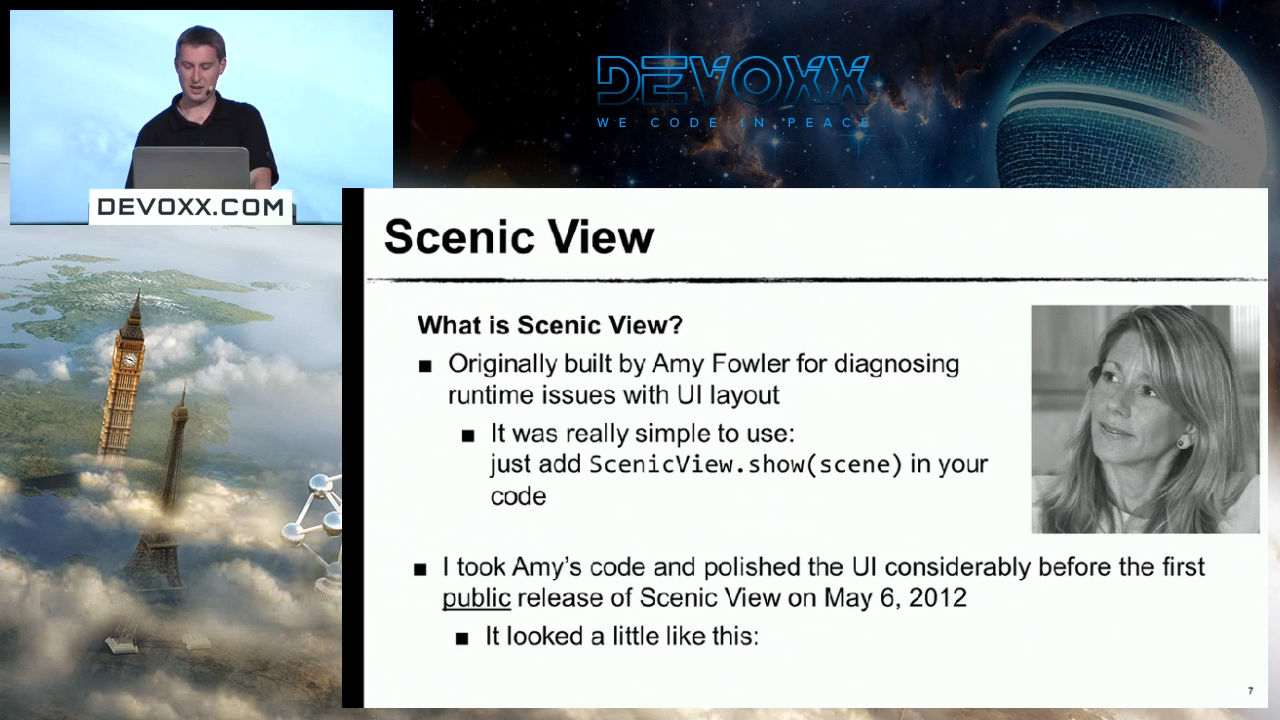 DEVOXX
WE CODE IN PEACE
DEVOXX.COM
Scenic View
What is Scenic View?
■ Originally built by Amy Fowler for diagnosing
runtime issues with UI layout
■ It was really simple to use:
just add ScenicView.show(scene) in your
code
■ I took Amy's code and polished the UI considerably before the first
public release of Scenic View on May 6, 2012
■ It looked a little like this:
7